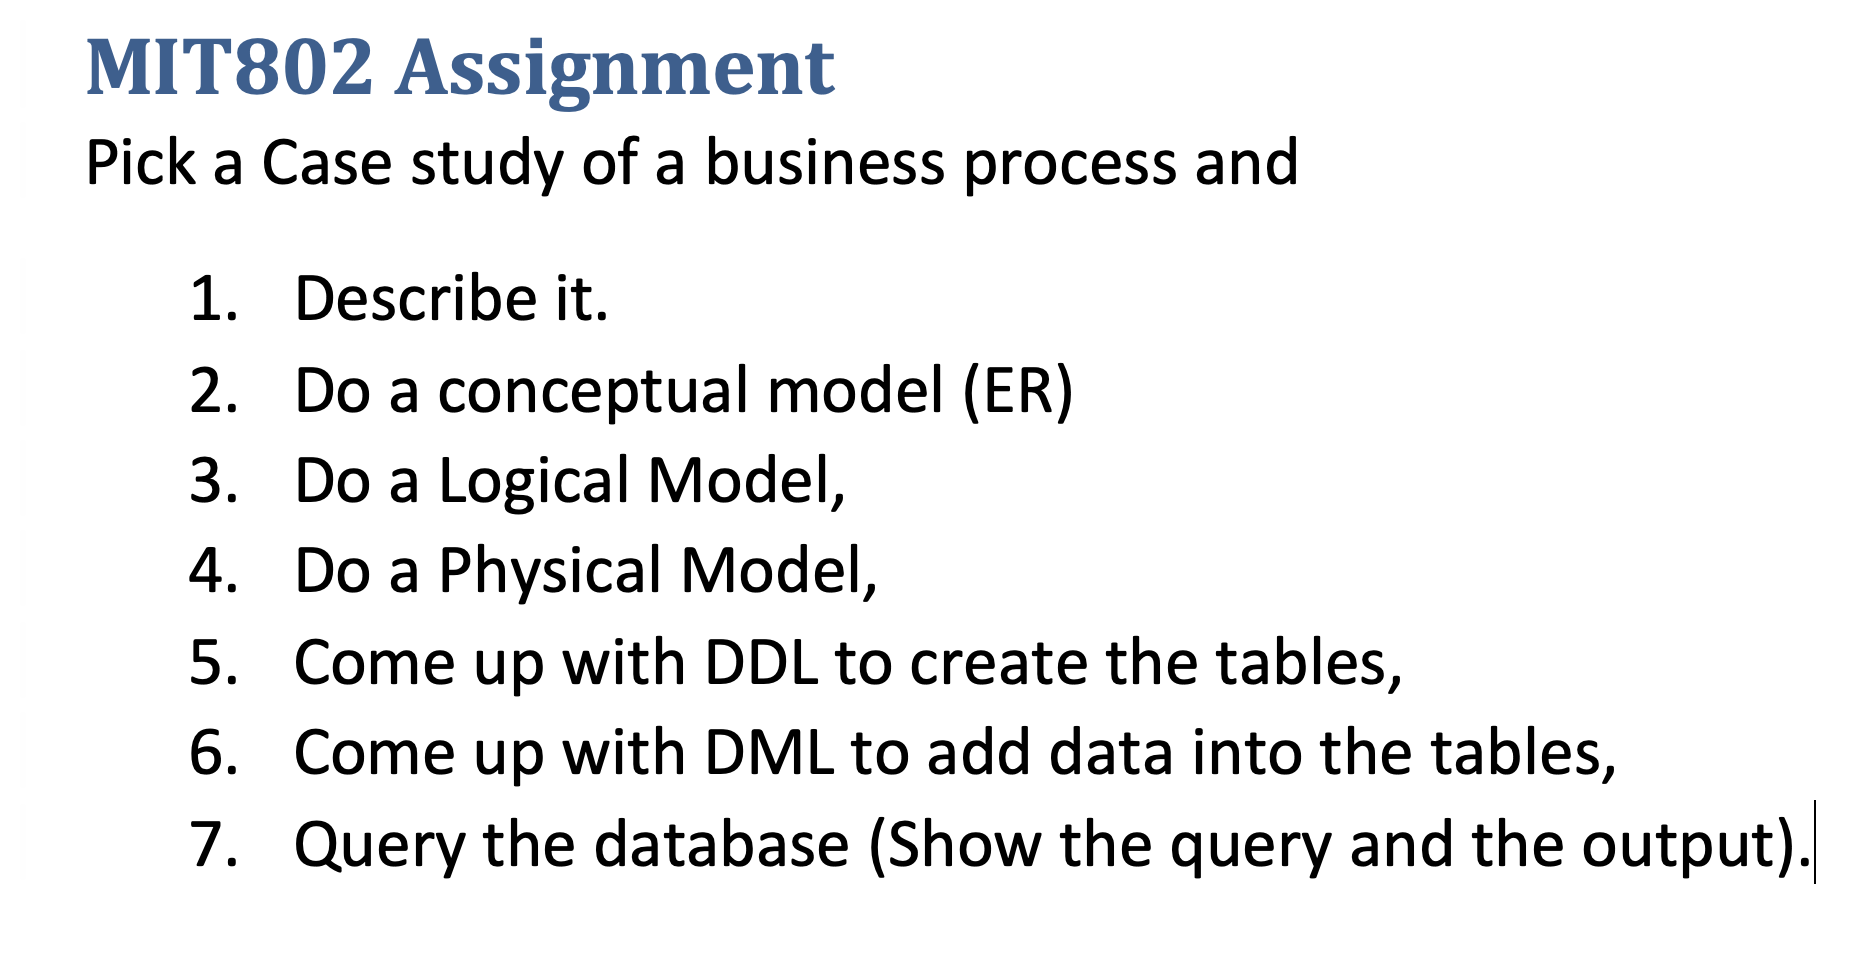 MIT802 Assignment
Pick a Case study of a business process and
1. Describe it.
2. Do a conceptual model (ER)
3. Do a Logical Model,
4. Do a Physical Model,
5. Come up with DDL to create the tables,
6. Come up with DML to add data into the tables,
7. Query the database (Show the query and the output).